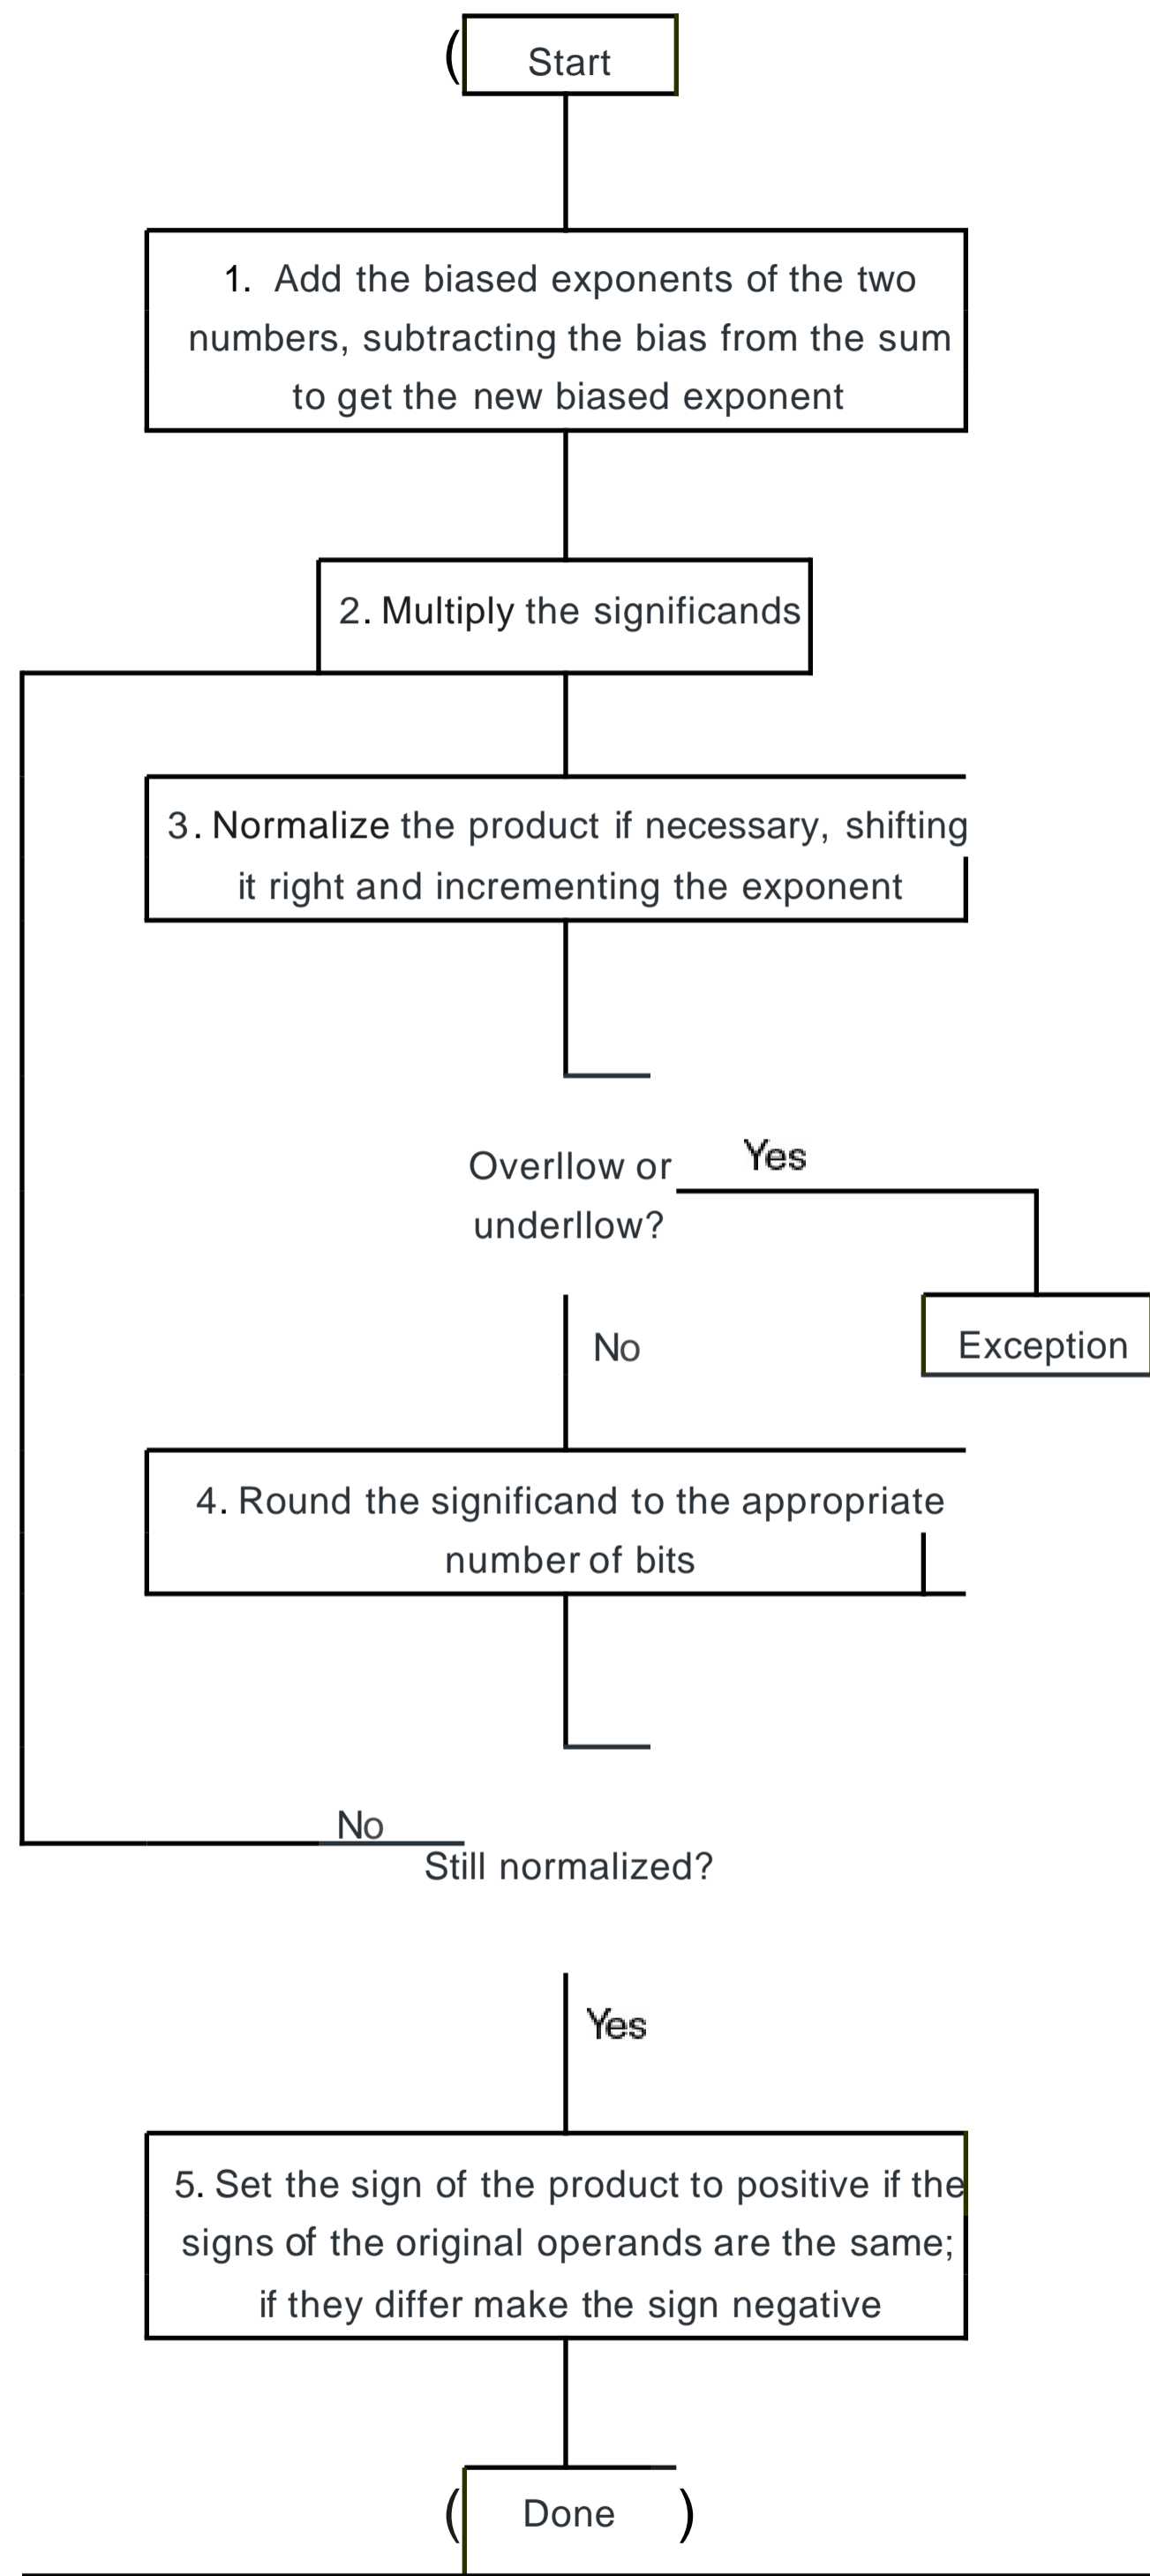 ( Start
1. Add the biased exponents of the two
numbers, subtracting the bias from the sum
to get the new biased exponent
2. Multiply the significands
3. Normalize the product if necessary, shifting
it right and incrementing the exponent
Overllow or
underllow?
Yes
No
Exception
4. Round the significand to the appropriate
number of bits
No
Still normalized?
Yes
5. Set the sign of the product to positive if the
signs of the original operands are the same;
if they differ make the sign negative
( Done )